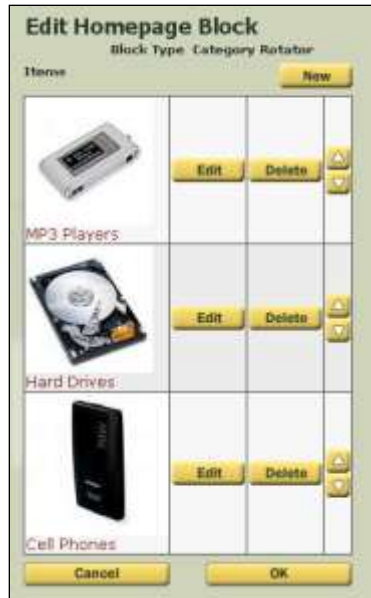 Edit Homepage Block
Block Type Category Rotator
Items New
Edit Delete
MP3 Players
Edit Delete
Hard Drives
Edit Delete
Cell Phones
Cancel OK